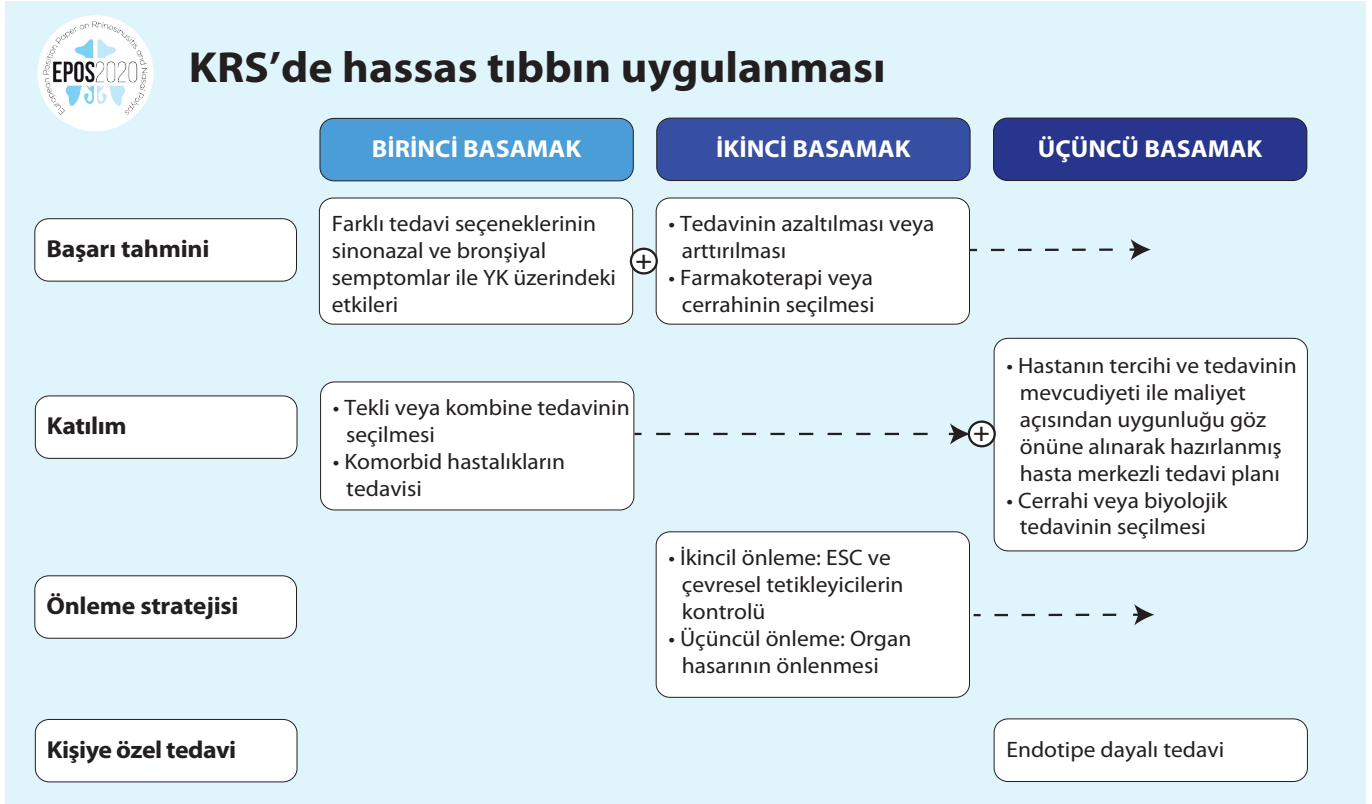 European Position Paper on Rhinosinusitis and Nasal Polyps
EPOS2020
KRS’de hassas tıbbın uygulanması
BİRİNCİ BASAMAK
İKİNCİ BASAMAK
ÜÇÜNCÜ BASAMAK
Başarı tahmini
Farklı tedavi seçeneklerinin
sinonazal ve bronşiyal
semptomlar ile YK üzerindeki
etkileri
+
• Tedavinin azaltılması veya
arttırılması
• Farmakoterapi veya
cerrahinin seçilmesi
Katılım
• Tekli veya kombine tedavinin
seçilmesi
• Komorbid hastalıkların
tedavisi
+
• Hastanın tercihi ve tedavinin
mevcudiyeti ile maliyet
açısından uygunluğu göz
önüne alınarak hazırlanmış
hasta merkezli tedavi planı
• Cerrahi veya biyolojik
tedavinin seçilmesi
Önleme stratejisi
• İkincil önleme: ESC ve
çevresel tetikleyicilerin
kontrolü
• Üçüncül önleme: Organ
hasarının önlenmesi
Kişiye özel tedavi
Endotipe dayalı tedavi